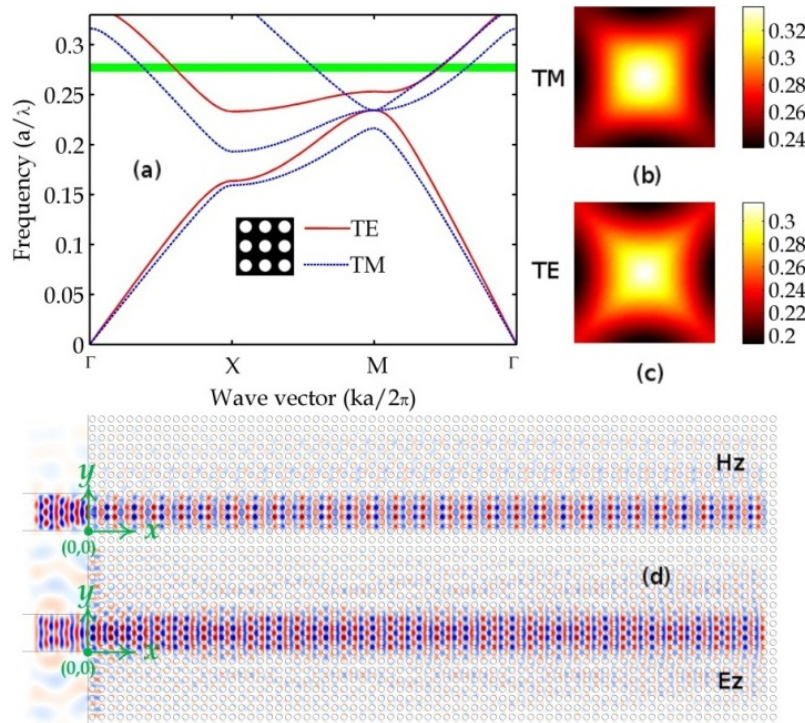 0.3
0.25
0.2
0.15
0.1
0.05
0
Frequency (a/λ)
(a)
TE
TM
Γ X M Γ
Wave vector (ka/2π)
TM
0.32
0.3
0.28
0.26
0.24
(b)
TE
0.3
0.28
0.26
0.24
0.22
0.2
(c)
y
x
(0,0)
Hz
(d)
y
x
(0,0)
Ez